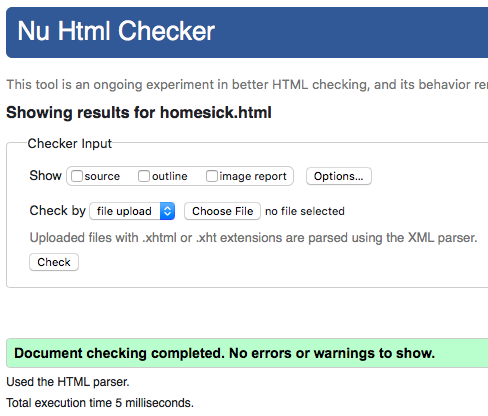 Nu Html Checker
This tool is an ongoing experiment in better HTML checking, and its behavior
Showing results for homesick.html
Checker Input
Show source outline image report Options...
Check by file upload Choose File no file selected
Uploaded files with .xhtml or .xht extensions are parsed using the XML parser.
Check
Document checking completed. No errors or warnings to show.
Used the HTML parser.
Total execution time 5 milliseconds.